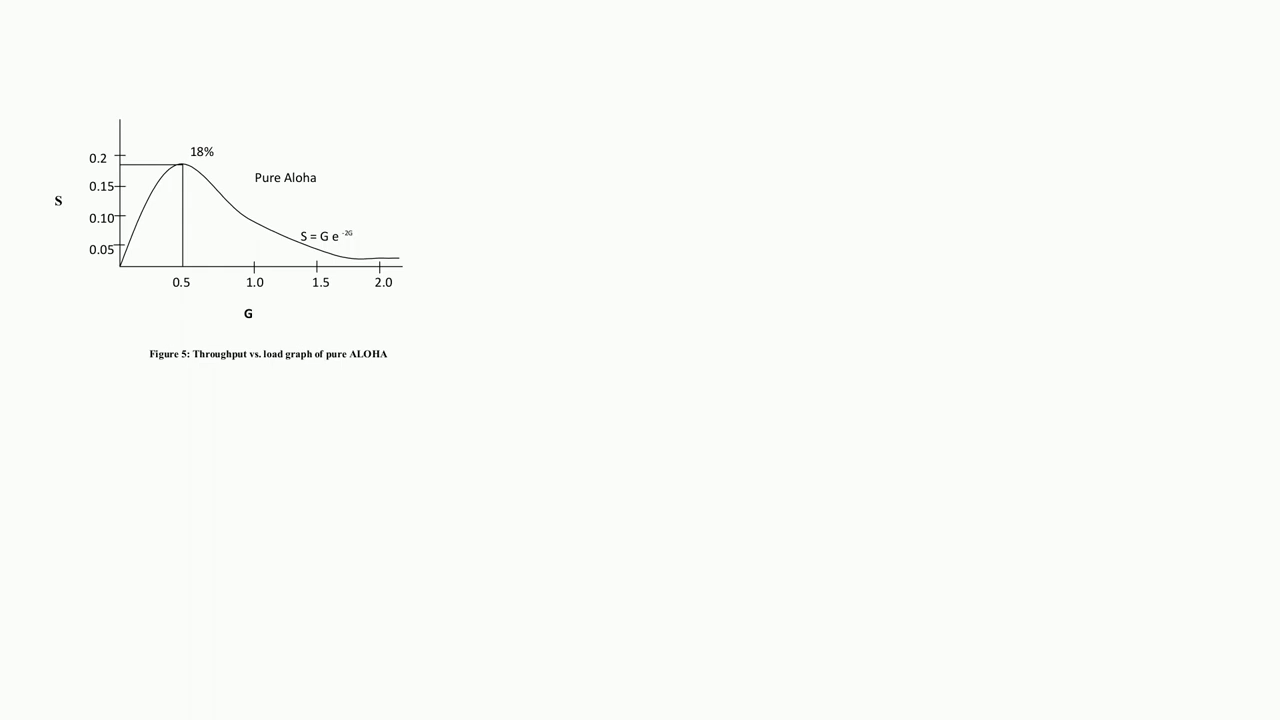 18%
0.2
Pure Aloha
0.15
S
0.10
S = G e -2G
0.05
0.5 1.0 1.5 2.0
G
Figure 5: Throughput vs. load graph of pure ALOHA